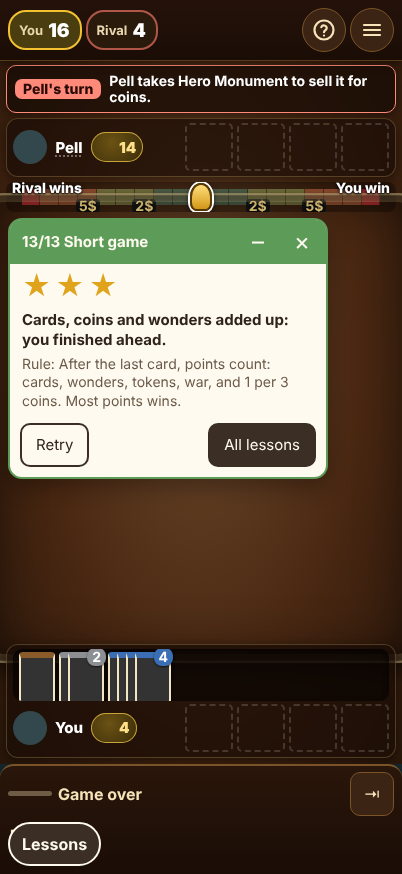 You 16 Rival 4
Pell's turn
Pell takes Hero Monument to sell it for
coins.
Pell 14
Rival wins You win
5$ 2$ 2$ 5$
13/13 Short game
Cards, coins and wonders added up:
you finished ahead.
Rule: After the last card, points count:
cards, wonders, tokens, war, and 1 per 3
coins. Most points wins.
Retry All lessons
2 4
You 4
Game over
Lessons